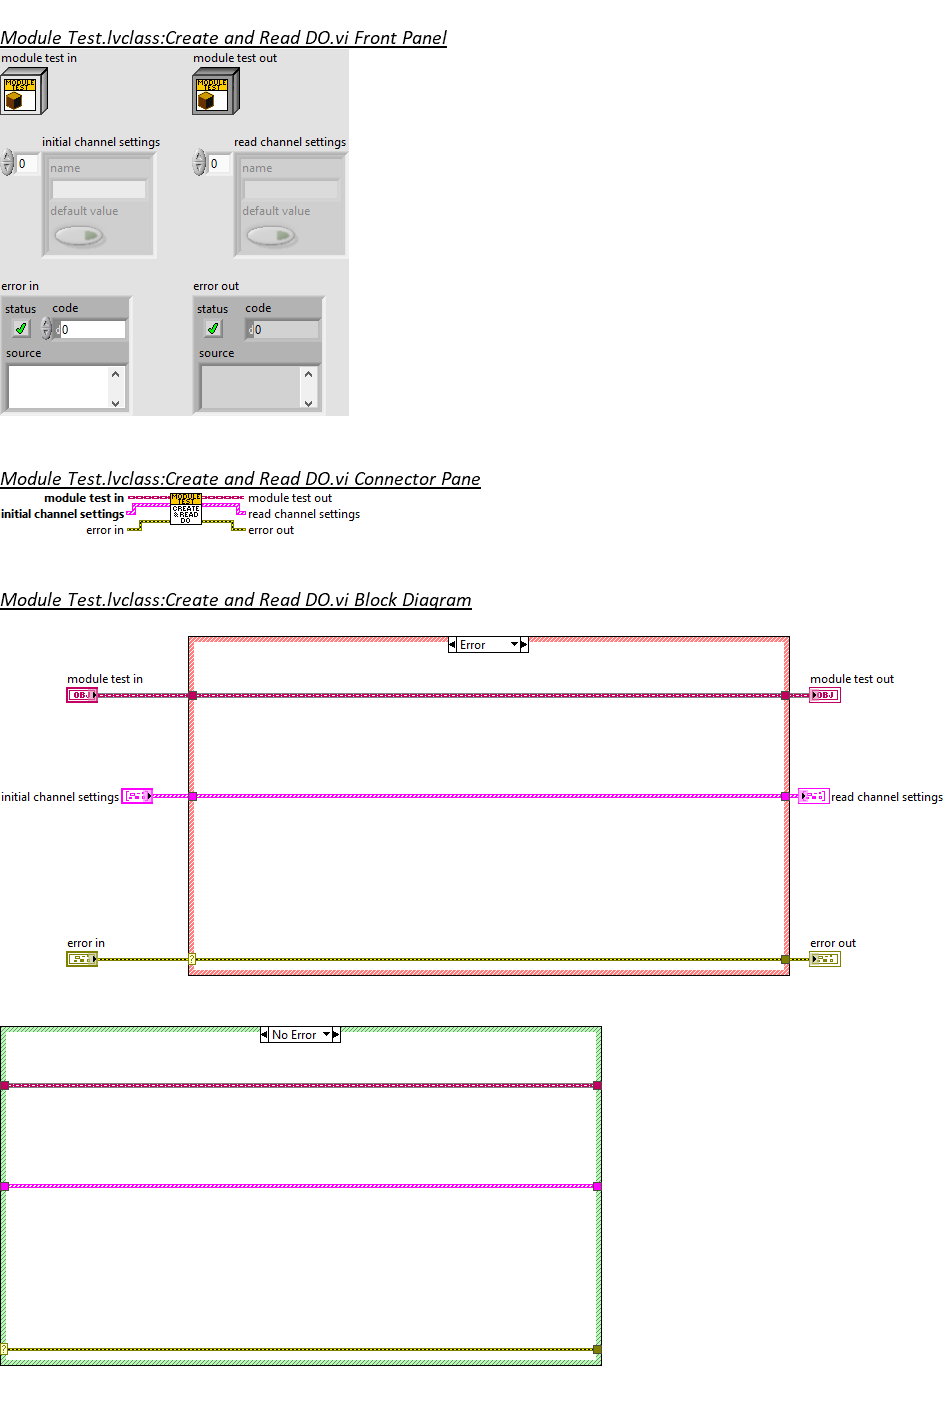 Module Test.lvclass:Create and Read DO.vi Front Panel
module test in module test out
MODULE TEST MODULE TEST
initial channel settings read channel settings
0 name 0 name
default value default value
error in error out
status code status code
d 0 d 0
source source
Module Test.lvclass:Create and Read DO.vi Connector Pane
module test in MODULE TEST module test out
initial channel settings CREATE & READ DO read channel settings
error in error out
Module Test.lvclass:Create and Read DO.vi Block Diagram
Error
module test in module test out
OBJ OBJ
initial channel settings read channel settings
error in error out
?
No Error
?